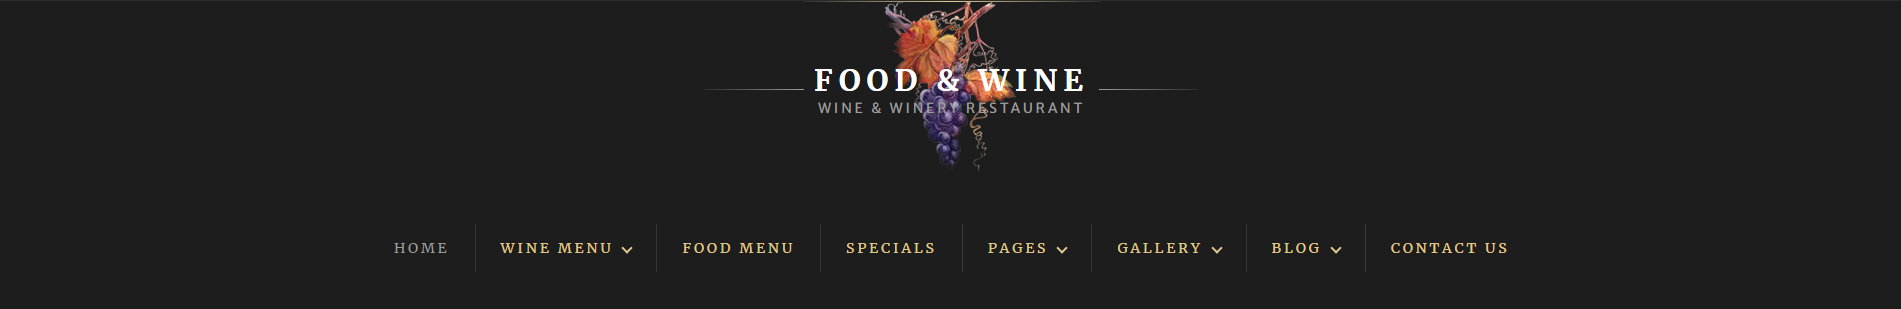 FOOD & WINE
WINE & WINERY RESTAURANT
HOME WINE MENU FOOD MENU SPECIALS PAGES GALLERY BLOG CONTACT US